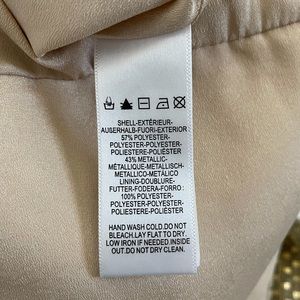 SHELL-EXTÉRIEUR-
AUßERHALB-FUORI-EXTERIOR :
57% POLYESTER-
POLYESTER-POLYESTER-
POLIESTERE-POLIÉSTER
43% METALLIC-
MÉTALLIQUE-METALLISCH-
METALLICO-METÁLICO
LINING-DOUBLURE-
FUTTER-FODERA-FORRO :
100% POLYESTER-
POLYESTER-POLYESTER-
POLIESTERE-POLIÉSTER
HAND WASH COLD.DO NOT
BLEACH.LAY FLAT TO DRY.
LOW IRON IF NEEDED.INSIDE
OUT.DO NOT DRY CLEAN.